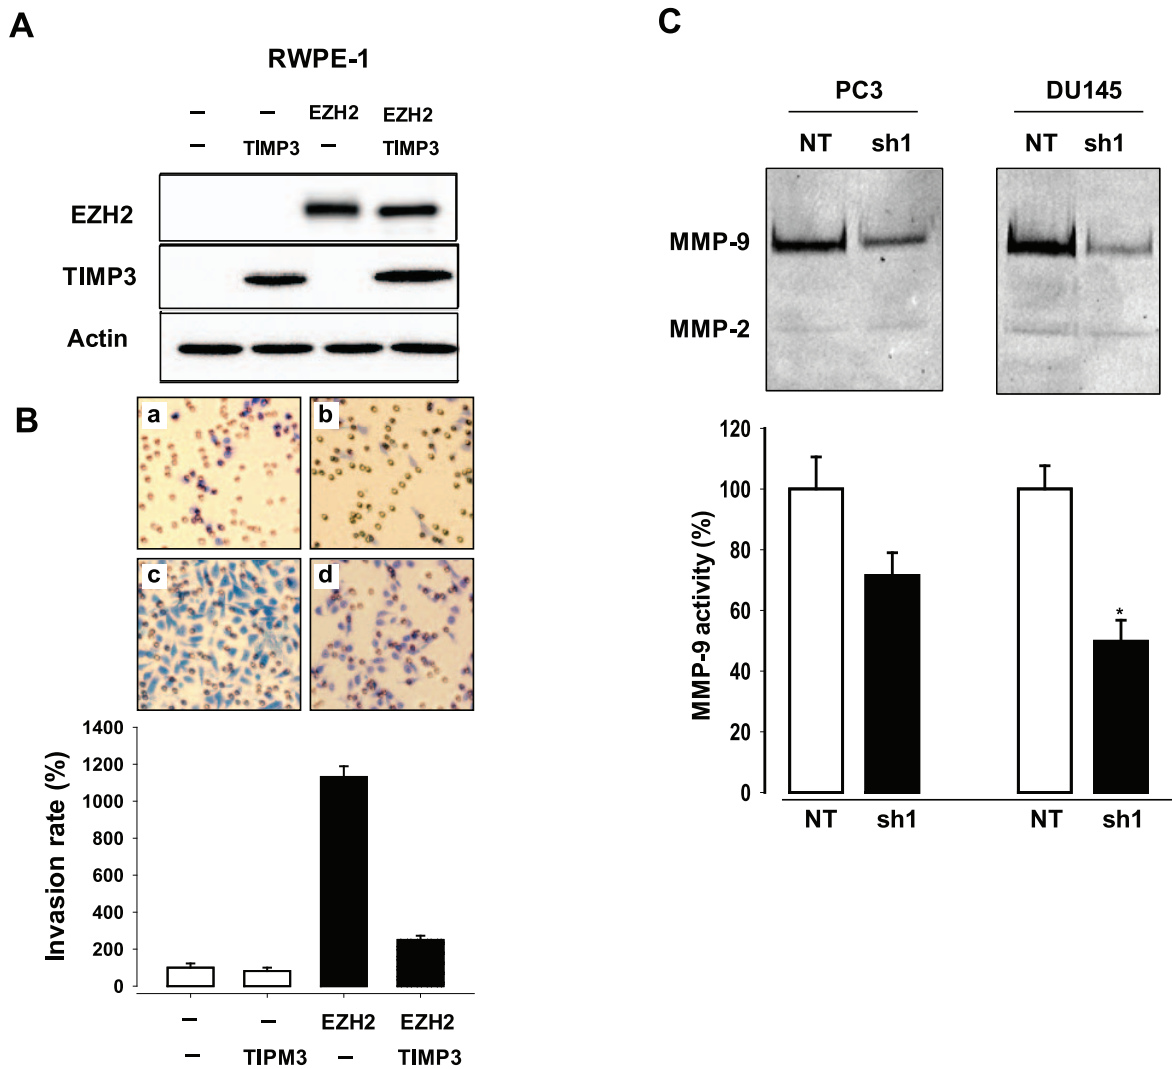 A
RWPE-1
– – EZH2 EZH2
– TIMP3 – TIMP3
EZH2
TIMP3
Actin
B
a b
c d
Invasion rate (%)
1400
1200
1000
800
600
400
200
0
– – EZH2 EZH2
– TIPM3 – TIMP3
C
PC3 DU145
NT sh1 NT sh1
MMP-9
MMP-2
MMP-9 activity (%)
120
100
80
60
40
20
0
*
NT sh1 NT sh1